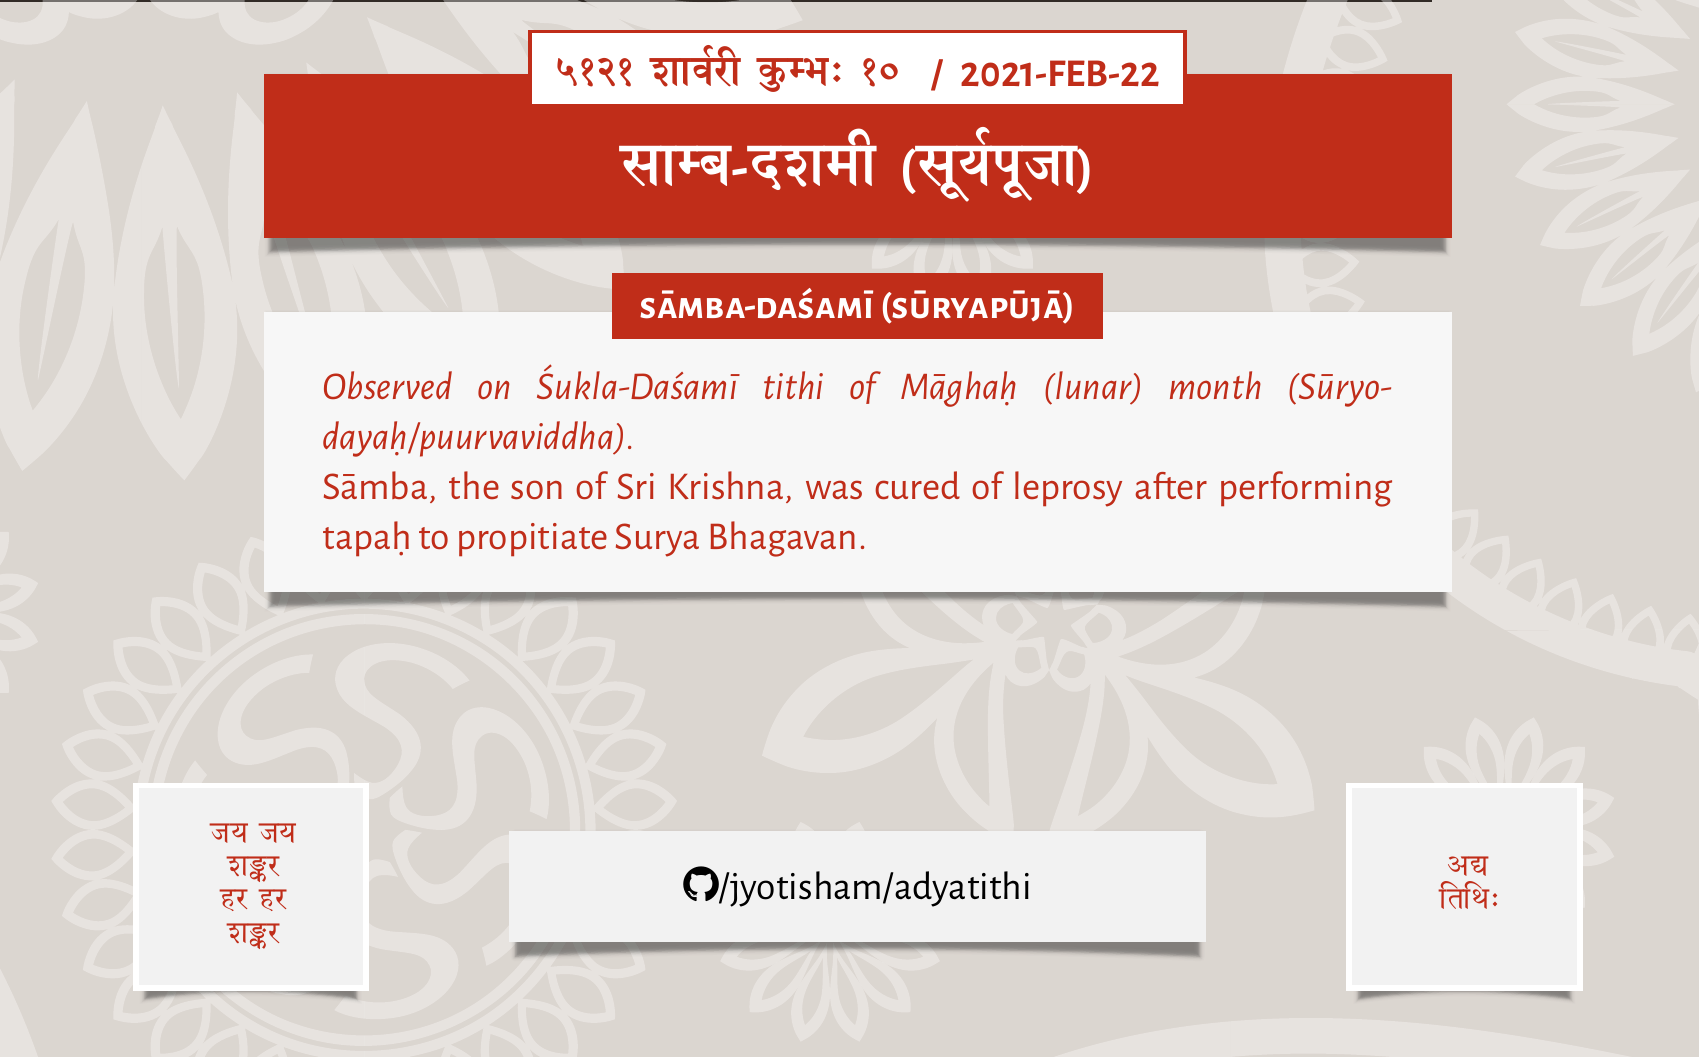 ५१२१ शार्वरी कुम्भः १० / 2021-FEB-22
साम्ब-दशमी (सूर्यपूजा)
SĀMBA-DAŚAMĪ (SŪRYAPŪJĀ)
Observed on Śukla-Daśamī tithi of Māghaḥ (lunar) month (Sūryo-
dayaḥ/puurvaviddha).
Sāmba, the son of Sri Krishna, was cured of leprosy after performing
tapaḥ to propitiate Surya Bhagavan.
जय जय
शङ्कर
हर हर
शङ्कर
/jyotisham/adyatithi
अद्य
तिथिः